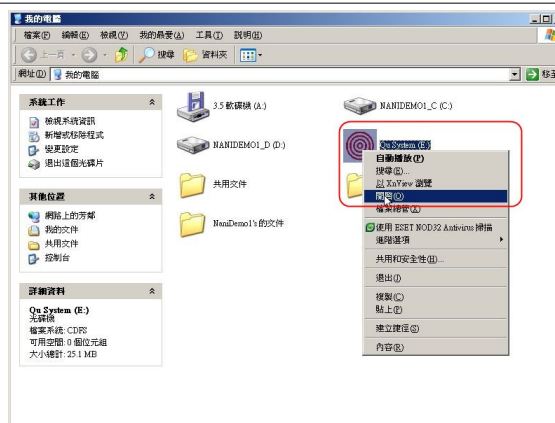 我的電腦
檔案(F) 編輯(E) 檢視(V) 我的最愛(A) 工具(T) 說明(H)
上一頁 搜尋 資料夾
網址(D) 我的電腦 移至
系統工作
檢視系統資訊
新增或移除程式
變更設定
退出這個光碟片
其他位置
網路上的芳鄰
我的文件
共用文件
控制台
詳細資料
Qu System (E:)
光碟機
檔案系統: CDFS
可用空間: 0 個位元組
大小總計: 25.1 MB
3.5 軟碟機 (A:)
NANIDEMO1_C (C:)
NANIDEMO1_D (D:)
Qu System (E:)
共用文件
NaniDemo1's 的文件
自動播放(P)
搜尋(E)...
以 XnView 瀏覽
開啟(O)
檔案總管(X)
使用 ESET NOD32 Antivirus 掃描
進階選項
共用和安全性(H)...
退出(J)
複製(C)
貼上(P)
建立捷徑(S)
內容(R)